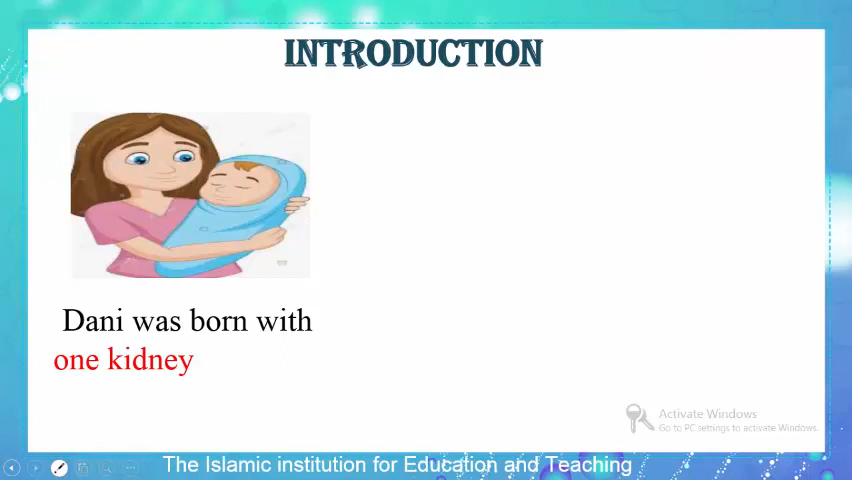 INTRODUCTION
Dani was born with
one kidney
Activate Windows
Go to PC settings to activate Windows.
The Islamic institution for Education and Teaching